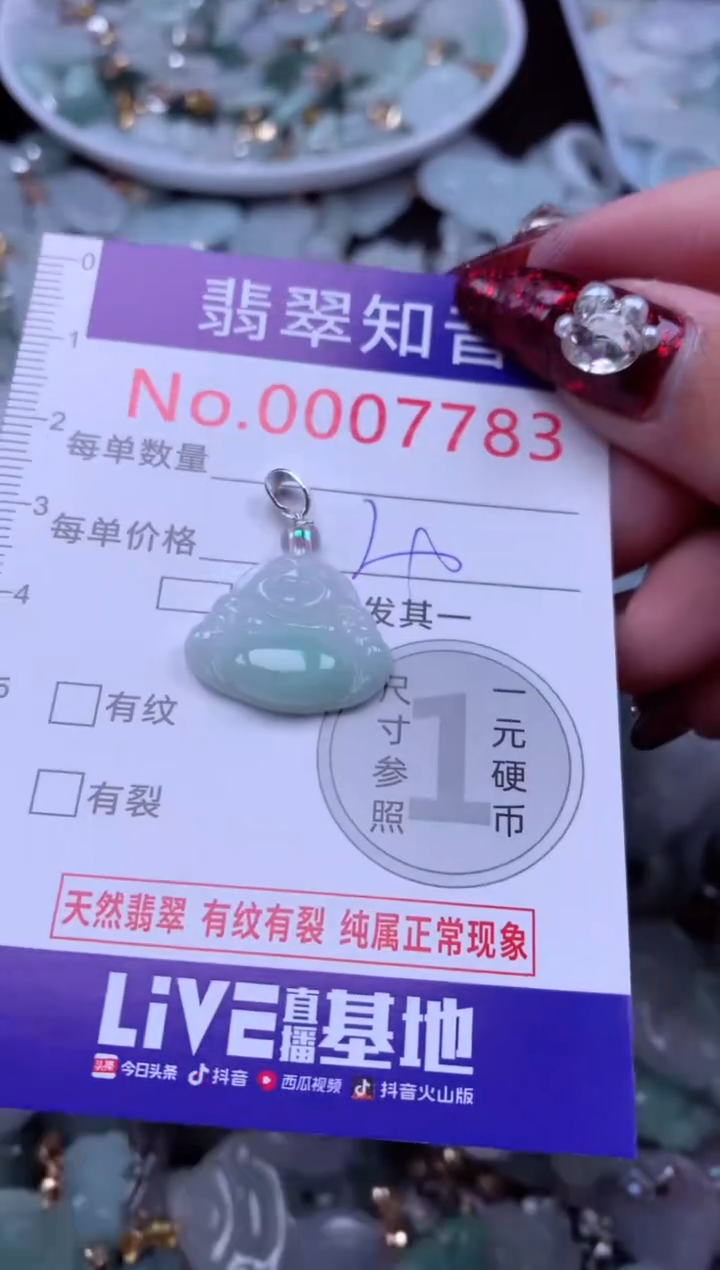 0
翡翠知音
1
No.0007783
2
每单数量
3
每单价格
4
发其一
5
有纹
有裂
尺寸参照
1
一元硬币
天然翡翠 有纹有裂 纯属正常现象
LiVE直播基地
头条 今日头条 抖音 西瓜视频 抖音火山版